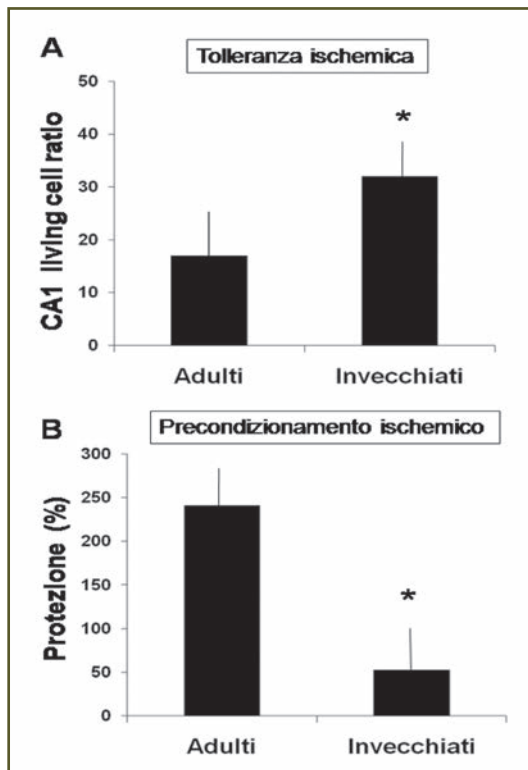 A
Tolleranza ischemica
CA1 living cell ratio
50
40
30
20
10
0
*
Adulti Invecchiati
B
Precondizionamento ischemico
Protezione (%)
300
250
200
150
100
50
0
*
Adulti Invecchiati